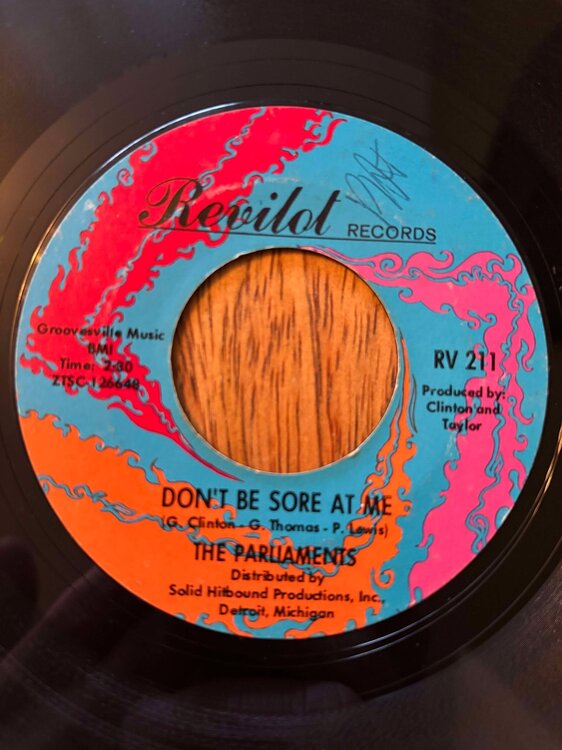 Revilot RECORDS
Groovesville Music
BMI
Time: 2:30
ZTSC-126648
RV 211
Produced by:
Clinton and
Taylor
DON'T BE SORE AT ME
(G. Clinton - G. Thomas - P. Lewis)
THE PARLIAMENTS
Distributed by
Solid Hitbound Productions, Inc.,
Detroit, Michigan